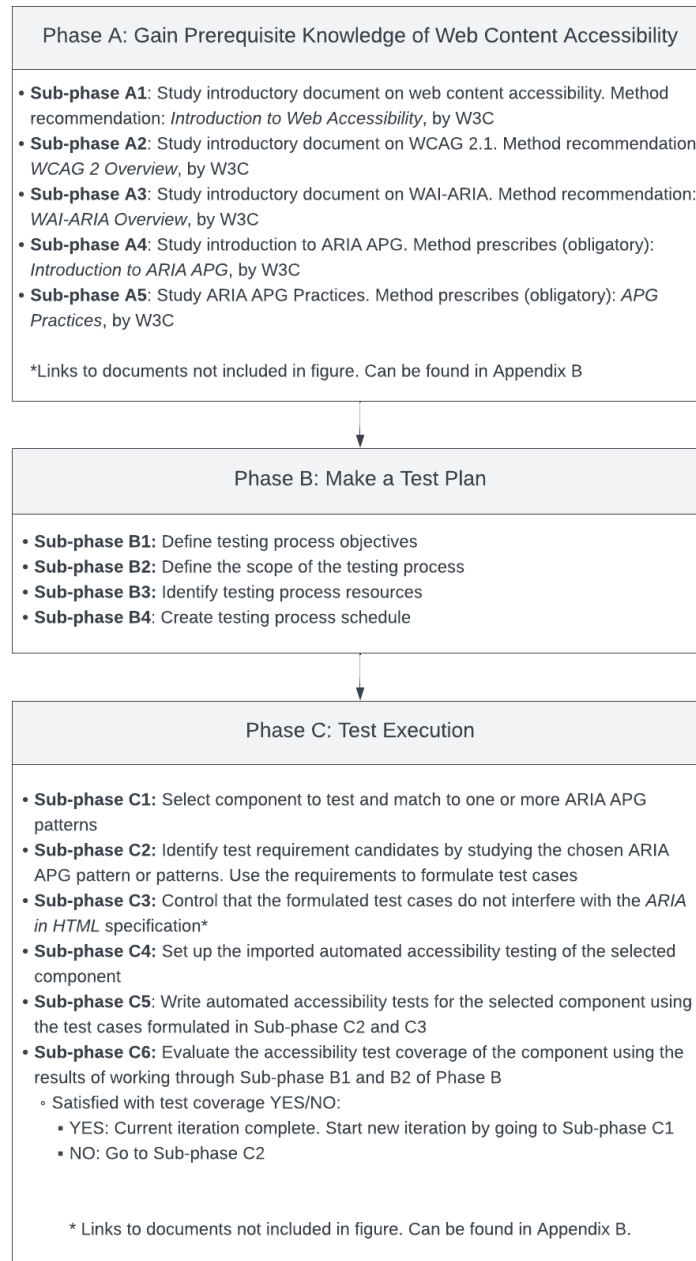 Phase A: Gain Prerequisite Knowledge of Web Content Accessibility
• Sub-phase A1: Study introductory document on web content accessibility. Method
recommendation: Introduction to Web Accessibility, by W3C
• Sub-phase A2: Study introductory document on WCAG 2.1. Method recommendation
WCAG 2 Overview, by W3C
• Sub-phase A3: Study introductory document on WAI-ARIA. Method recommendation:
WAI-ARIA Overview, by W3C
• Sub-phase A4: Study introduction to ARIA APG. Method prescribes (obligatory):
Introduction to ARIA APG, by W3C
• Sub-phase A5: Study ARIA APG Practices. Method prescribes (obligatory): APG
Practices, by W3C
*Links to documents not included in figure. Can be found in Appendix B
Phase B: Make a Test Plan
• Sub-phase B1: Define testing process objectives
• Sub-phase B2: Define the scope of the testing process
• Sub-phase B3: Identify testing process resources
• Sub-phase B4: Create testing process schedule
Phase C: Test Execution
• Sub-phase C1: Select component to test and match to one or more ARIA APG
patterns
• Sub-phase C2: Identify test requirement candidates by studying the chosen ARIA
APG pattern or patterns. Use the requirements to formulate test cases
• Sub-phase C3: Control that the formulated test cases do not interfere with the ARIA
in HTML specification*
• Sub-phase C4: Set up the imported automated accessibility testing of the selected
component
• Sub-phase C5: Write automated accessibility tests for the selected component using
the test cases formulated in Sub-phase C2 and C3
• Sub-phase C6: Evaluate the accessibility test coverage of the component using the
results of working through Sub-phase B1 and B2 of Phase B
◦ Satisfied with test coverage YES/NO:
▪ YES: Current iteration complete. Start new iteration by going to Sub-phase C1
▪ NO: Go to Sub-phase C2
* Links to documents not included in figure. Can be found in Appendix B.